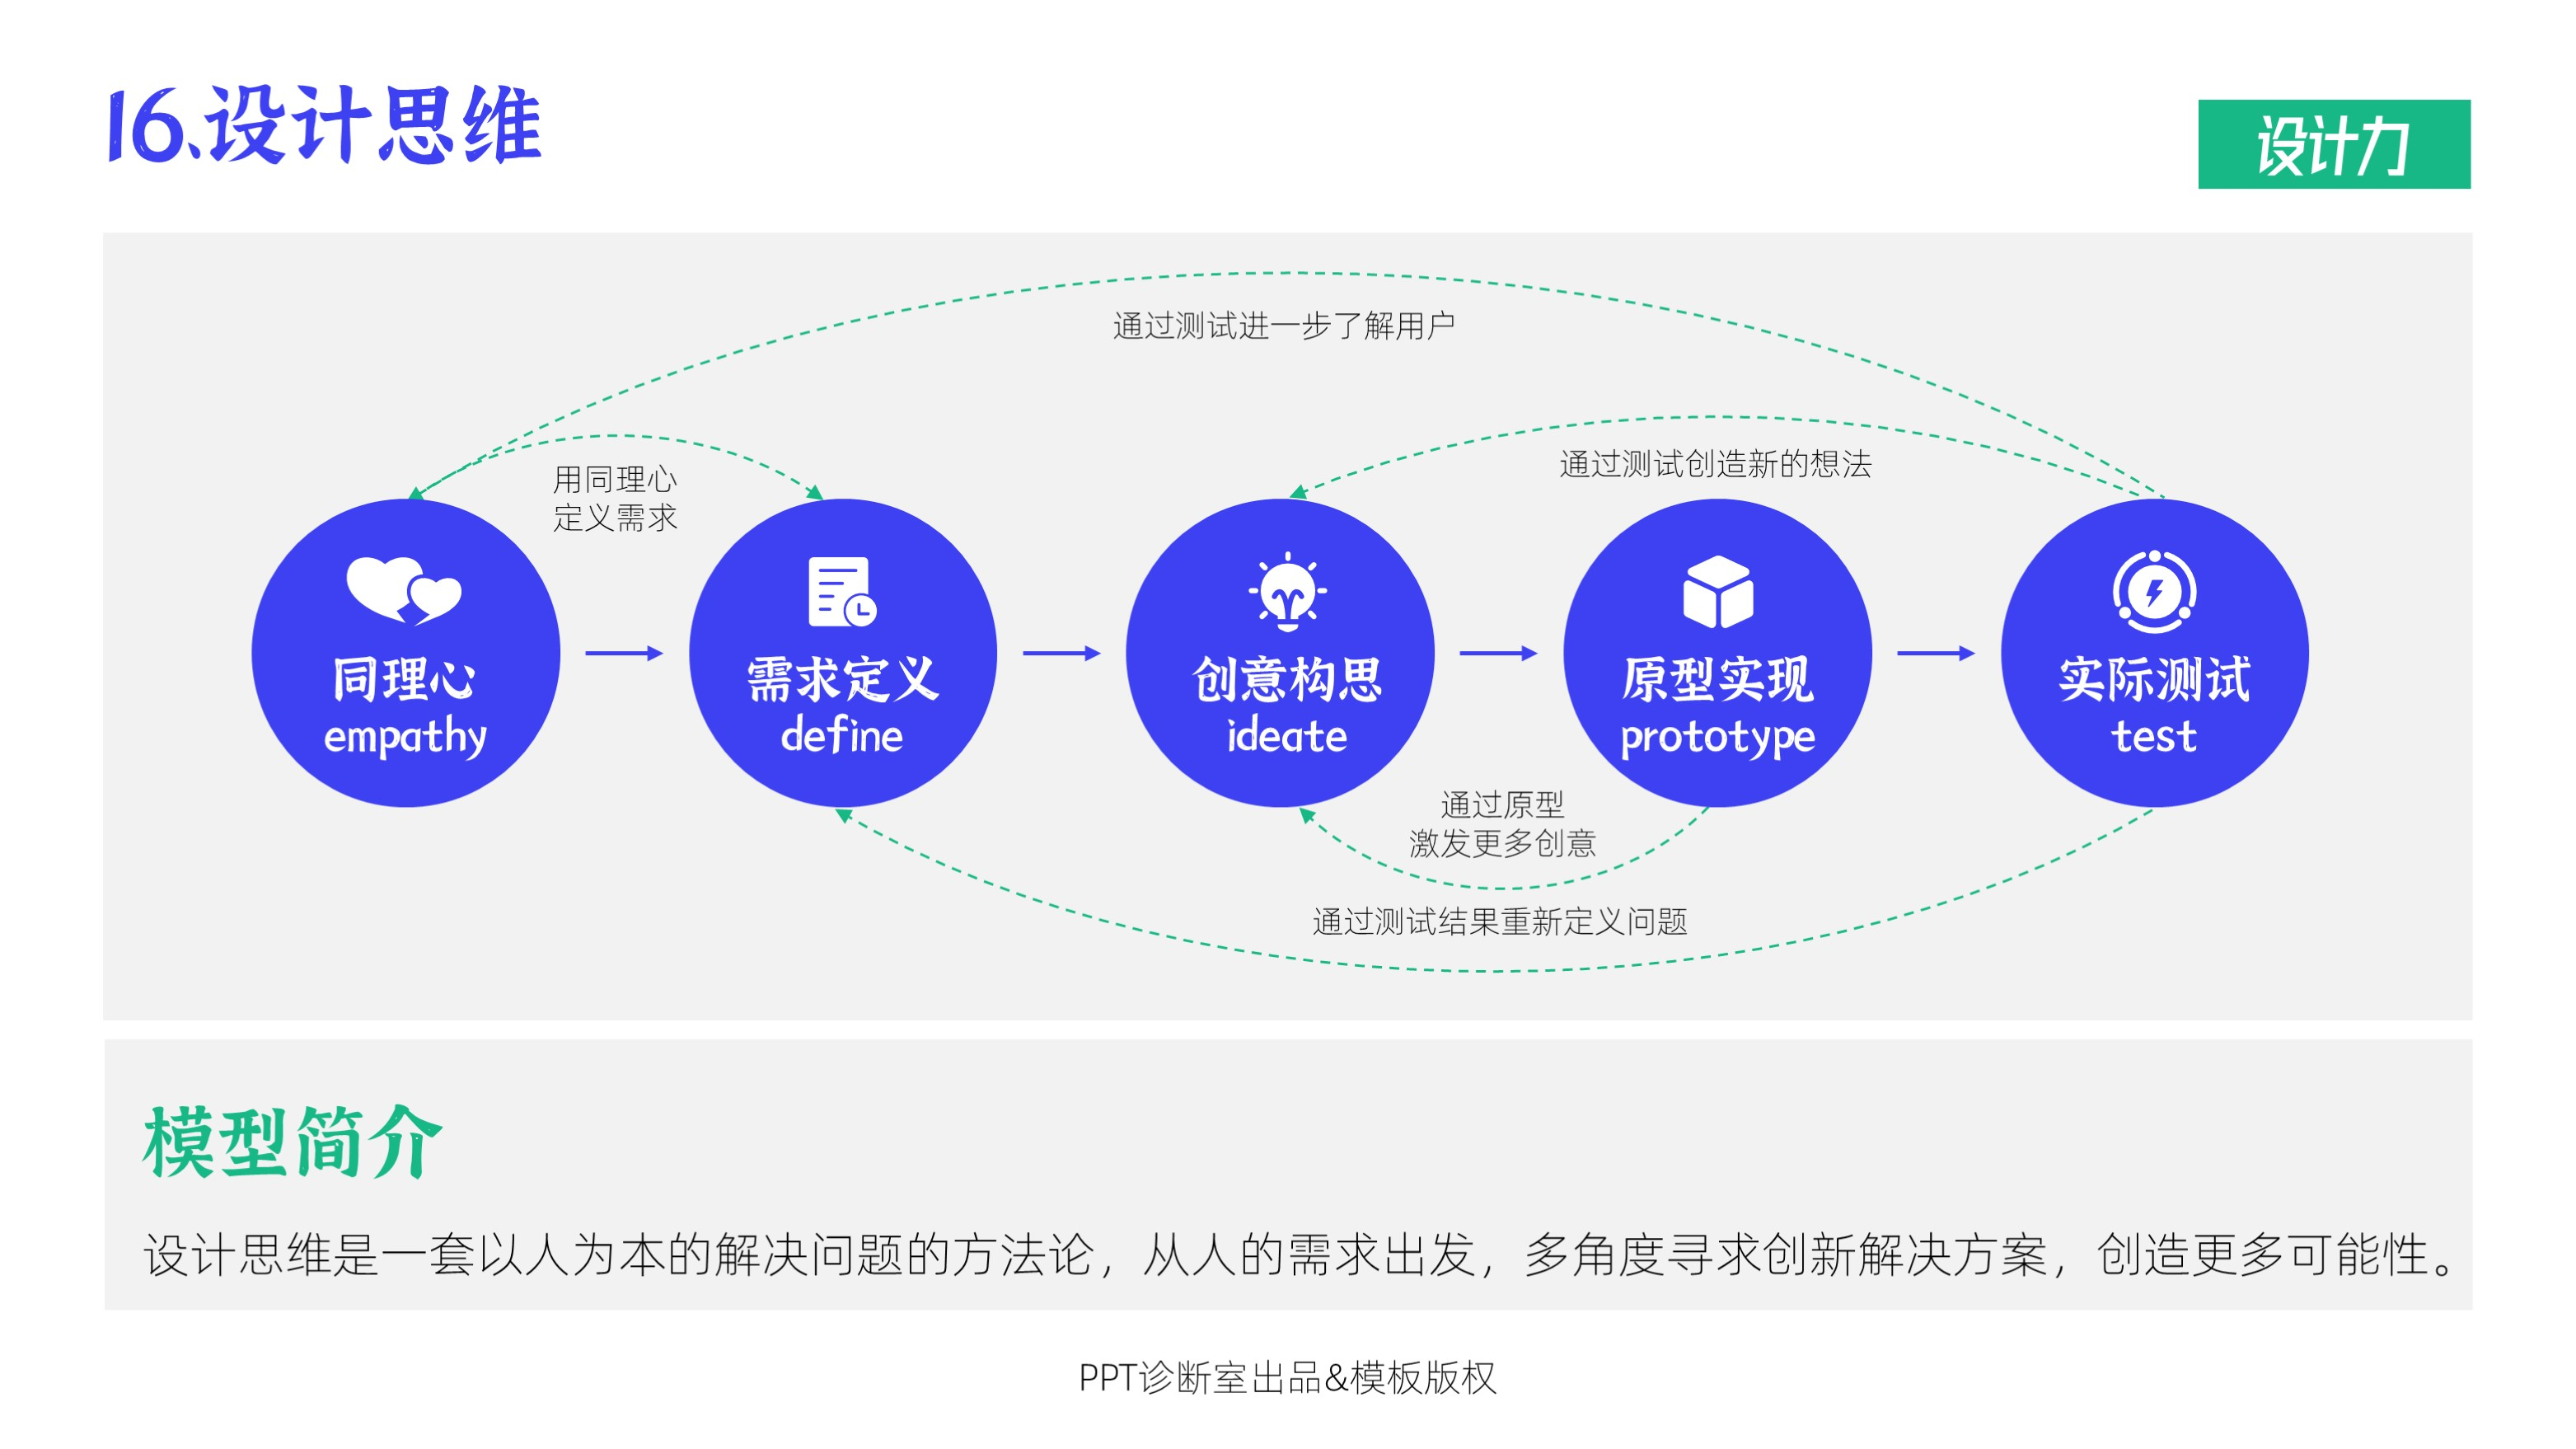 16.设计思维
设计力
通过测试进一步了解用户
通过测试创造新的想法
用同理心
定义需求
同理心
empathy
需求定义
define
创意构思
ideate
原型实现
prototype
实际测试
test
通过原型
激发更多创意
通过测试结果重新定义问题
模型简介
设计思维是一套以人为本的解决问题的方法论，从人的需求出发，多角度寻求创新解决方案，创造更多可能性。
PPT诊断室出品&模板版权